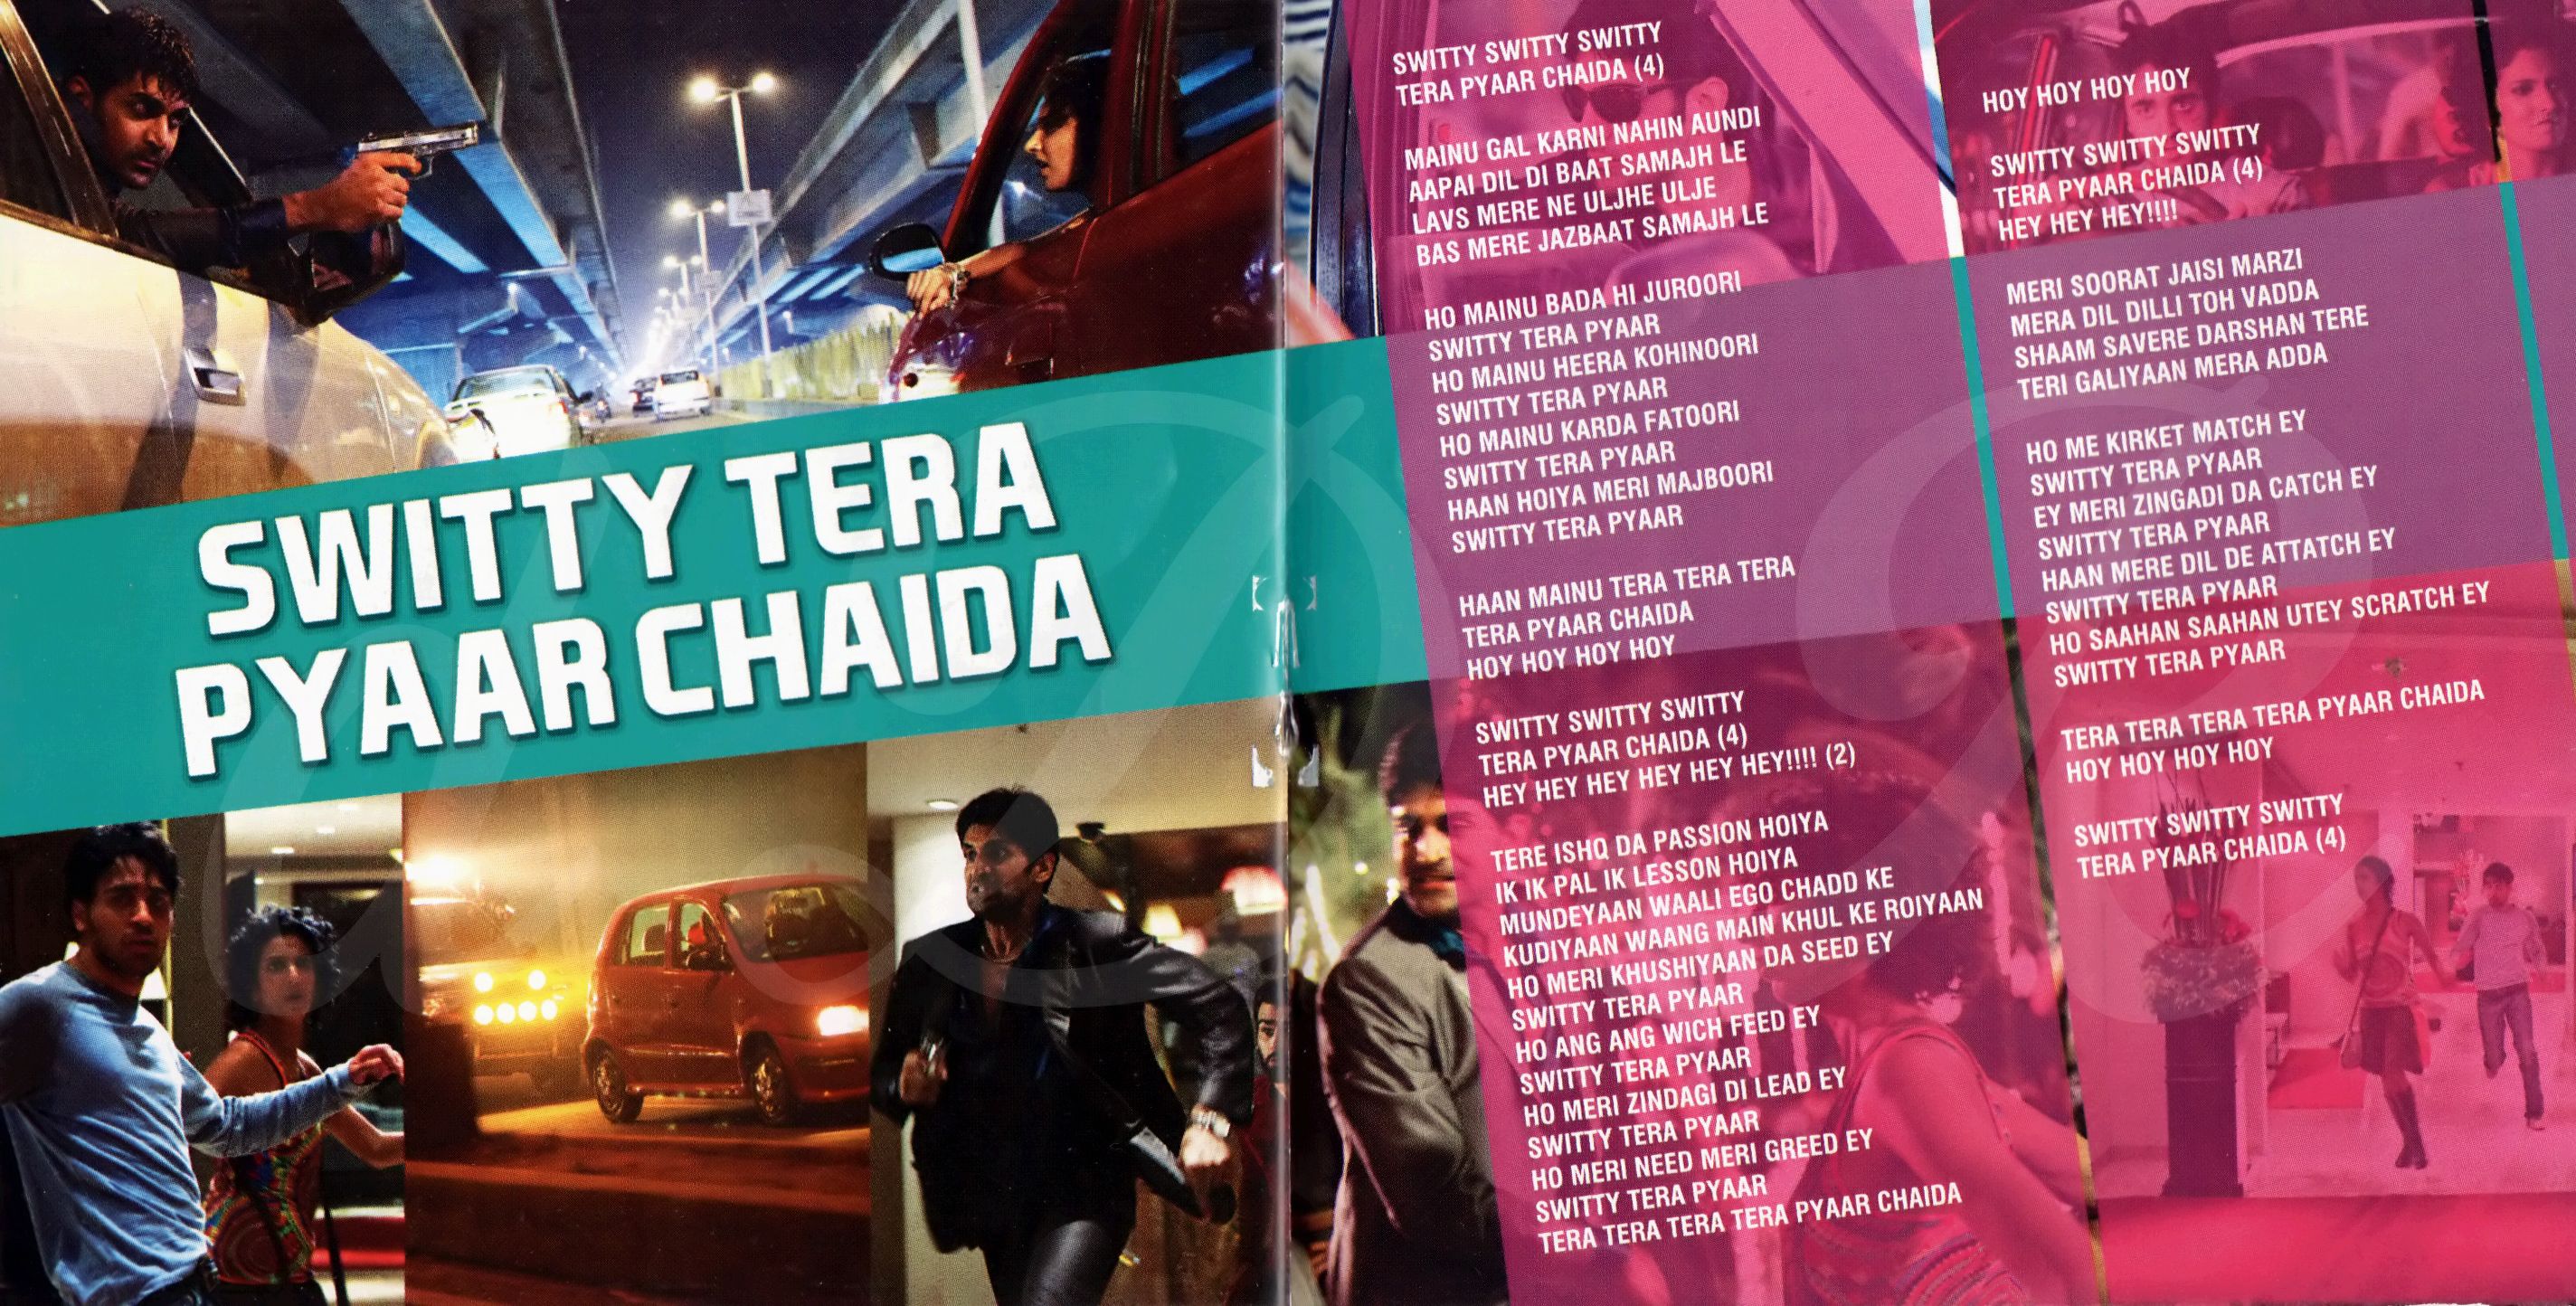 SWITTY TERA
PYAAR CHAIDA
SWITTY SWITTY SWITTY
TERA PYAAR CHAIDA (4)
MAINU GAL KARNI NAHIN AUNDI
AAPAI DIL DI BAAT SAMAJH LE
LAVS MERE NE ULJHE ULJE
BAS MERE JAZBAAT SAMAJH LE
HO MAINU BADA HI JUROORI
SWITTY TERA PYAAR
HO MAINU HEERA KOHINOORI
SWITTY TERA PYAAR
HO MAINU KARDA FATOORI
SWITTY TERA PYAAR
HAAN HOIYA MERI MAJBOORI
SWITTY TERA PYAAR
HAAN MAINU TERA TERA TERA
TERA PYAAR CHAIDA
HOY HOY HOY HOY
SWITTY SWITTY SWITTY
TERA PYAAR CHAIDA (4)
HEY HEY HEY HEY HEY HEY!!!! (2)
TERE ISHQ DA PASSION HOIYA
IK IK PAL IK LESSON HOIYA
MUNDEYAAN WAALI EGO CHADD KE
KUDIYAAN WAANG MAIN KHUL KE ROIYAAN
HO MERI KHUSHIYAAN DA SEED EY
SWITTY TERA PYAAR
HO ANG ANG WICH FEED EY
SWITTY TERA PYAAR
HO MERI ZINDAGI DI LEAD EY
SWITTY TERA PYAAR
HO MERI NEED MERI GREED EY
SWITTY TERA PYAAR
TERA TERA TERA TERA PYAAR CHAIDA
HOY HOY HOY HOY
SWITTY SWITTY SWITTY
TERA PYAAR CHAIDA (4)
HEY HEY HEY!!!!
MERI SOORAT JAISI MARZI
MERA DIL DILLI TOH VADDA
SHAAM SAVERE DARSHAN TERE
TERI GALIYAAN MERA ADDA
HO ME KIRKET MATCH EY
SWITTY TERA PYAAR
EY MERI ZINGADI DA CATCH EY
SWITTY TERA PYAAR
HAAN MERE DIL DE ATTATCH EY
SWITTY TERA PYAAR
HO SAAHAN SAAHAN UTEY SCRATCH EY
SWITTY TERA PYAAR
TERA TERA TERA TERA PYAAR CHAIDA
HOY HOY HOY HOY
SWITTY SWITTY SWITTY
TERA PYAAR CHAIDA (4)